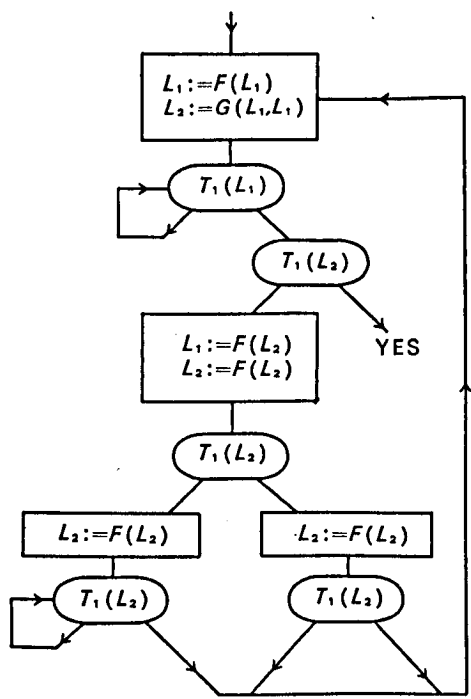 L₁:=F(L₁)
L₂:=G(L₁,L₁)
T₁(L₁)
T₁(L₂)
YES
L₁:=F(L₂)
L₂:=F(L₂)
T₁(L₂)
L₂:=F(L₂)
L₂:=F(L₂)
T₁(L₂)
T₁(L₂)